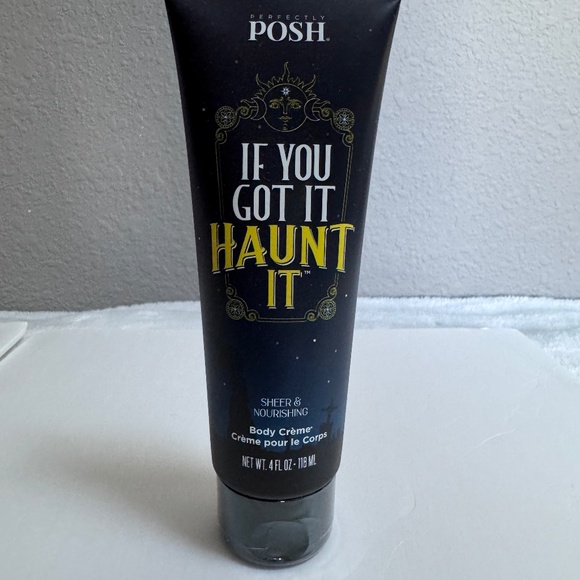 PERFECTLY
POSH®
IF YOU
GOT IT
HAUNT
IT™
SHEER &
NOURISHING
Body Crème*
Crème pour le Corps
NET WT. 4 FL OZ - 118 ML